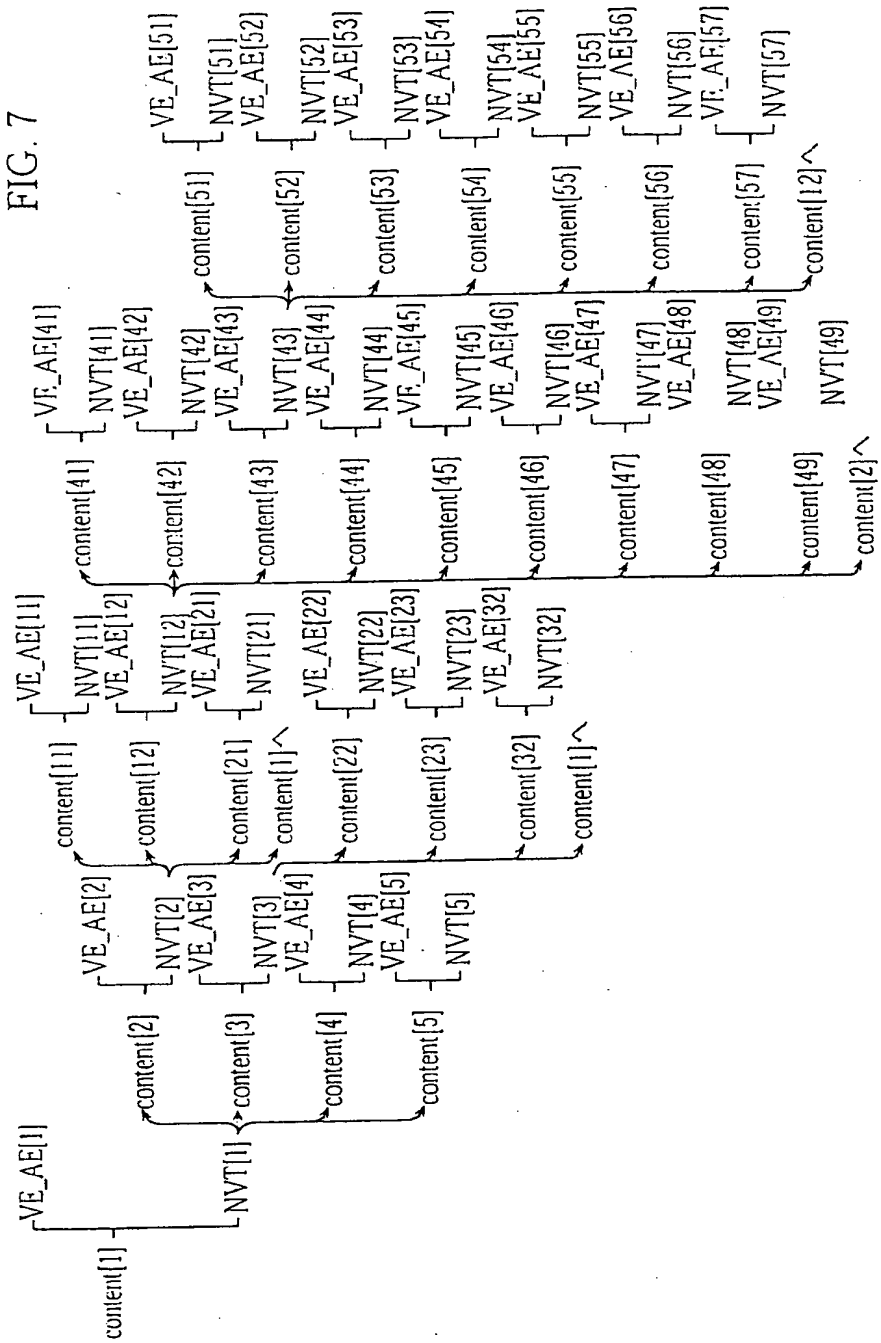 FIG. 7
content[1]
VE_AE[1]
NVT[1]
content[2]
content[3]
content[4]
content[5]
VE_AE[2]
NVT[2]
VE_AE[3]
NVT[3]
VE_AE[4]
NVT[4]
VE_AE[5]
NVT[5]
content[11]
content[12]
content[21]
content[1]^
content[22]
content[23]
content[32]
content[1]^
VE_AE[11]
NVT[11]
VE_AE[12]
NVT[12]
VE_AE[21]
NVT[21]
VE_AE[22]
NVT[22]
VE_AE[23]
NVT[23]
VE_AE[32]
NVT[32]
content[41]
content[42]
content[43]
content[44]
content[45]
content[46]
content[47]
content[48]
content[49]
content[2]^
VE_AE[41]
NVT[41]
VE_AE[42]
NVT[42]
VE_AE[43]
NVT[43]
VE_AE[44]
NVT[44]
VE_AE[45]
NVT[45]
VE_AE[46]
NVT[46]
VE_AE[47]
NVT[47]
VE_AE[48]
NVT[48]
VE_AE[49]
NVT[49]
content[51]
content[52]
content[53]
content[54]
content[55]
content[56]
content[57]
content[12]^
VE_AE[51]
NVT[51]
VE_AE[52]
NVT[52]
VE_AE[53]
NVT[53]
VE_AE[54]
NVT[54]
VE_AE[55]
NVT[55]
VE_AE[56]
NVT[56]
VE_AE[57]
NVT[57]